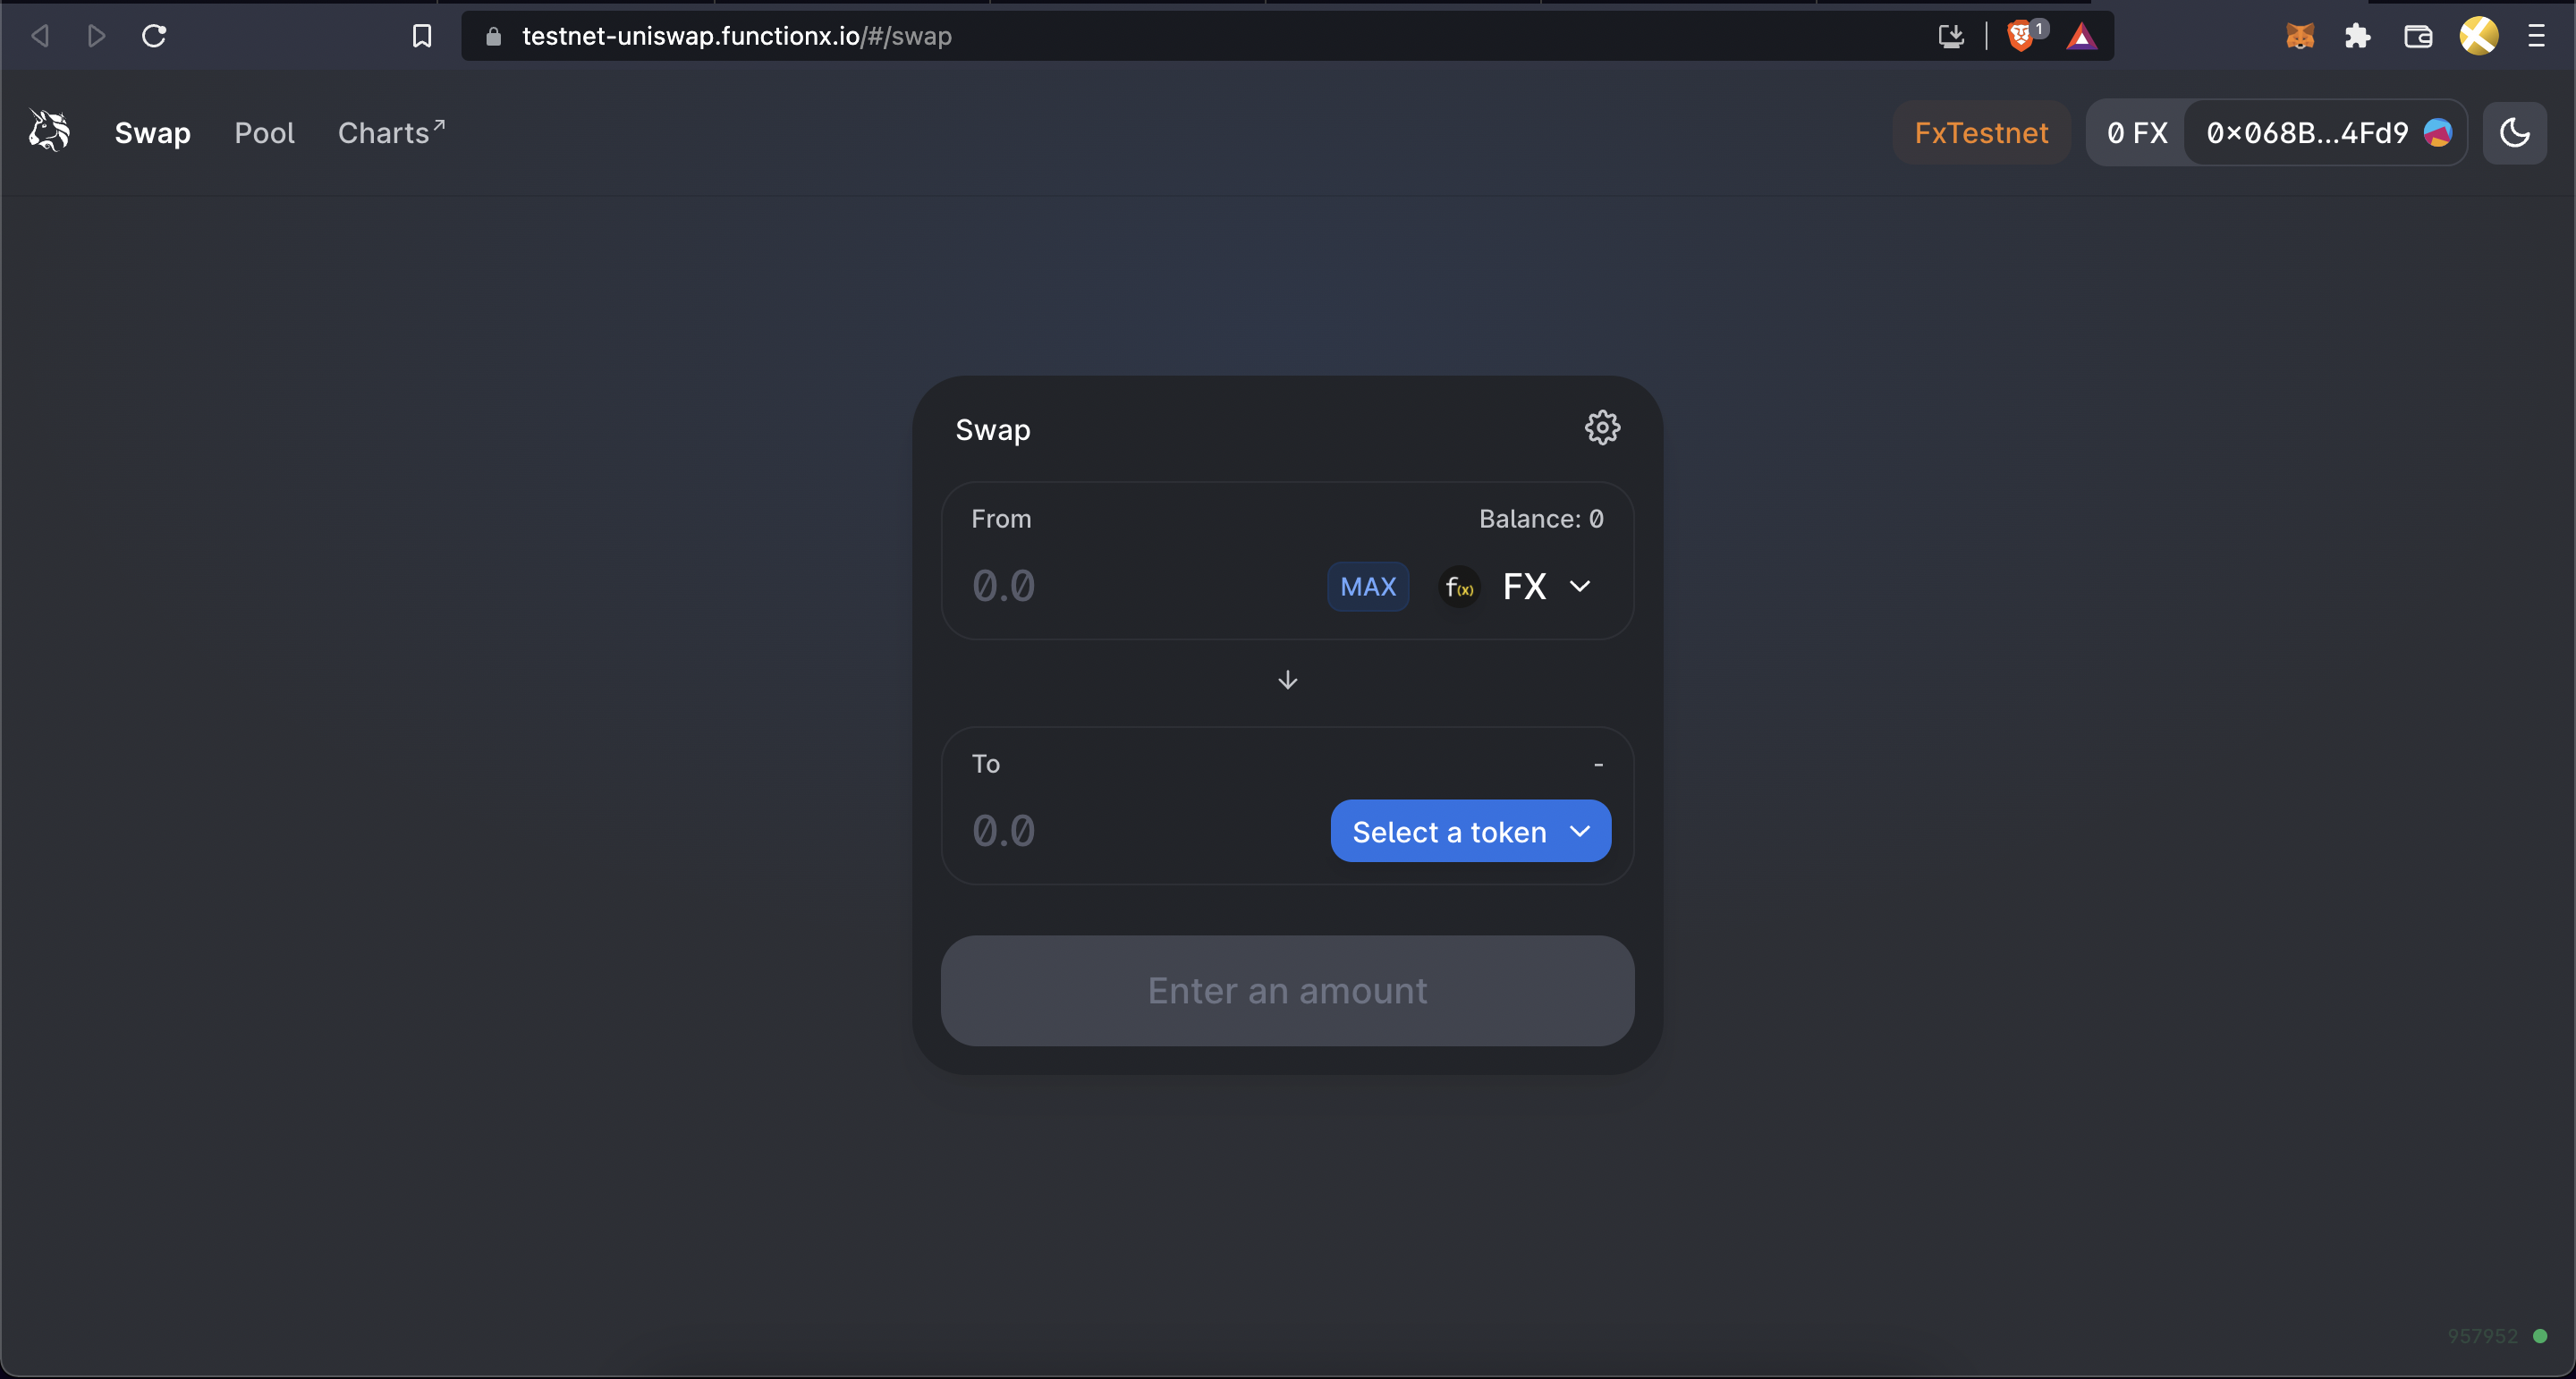 testnet-uniswap.functionx.io/#/swap
1
Swap Pool Charts↗
FxTestnet 0 FX 0x068B...4Fd9
Swap
From Balance: 0
0.0 MAX f(x) FX
To -
0.0 Select a token
Enter an amount
957952